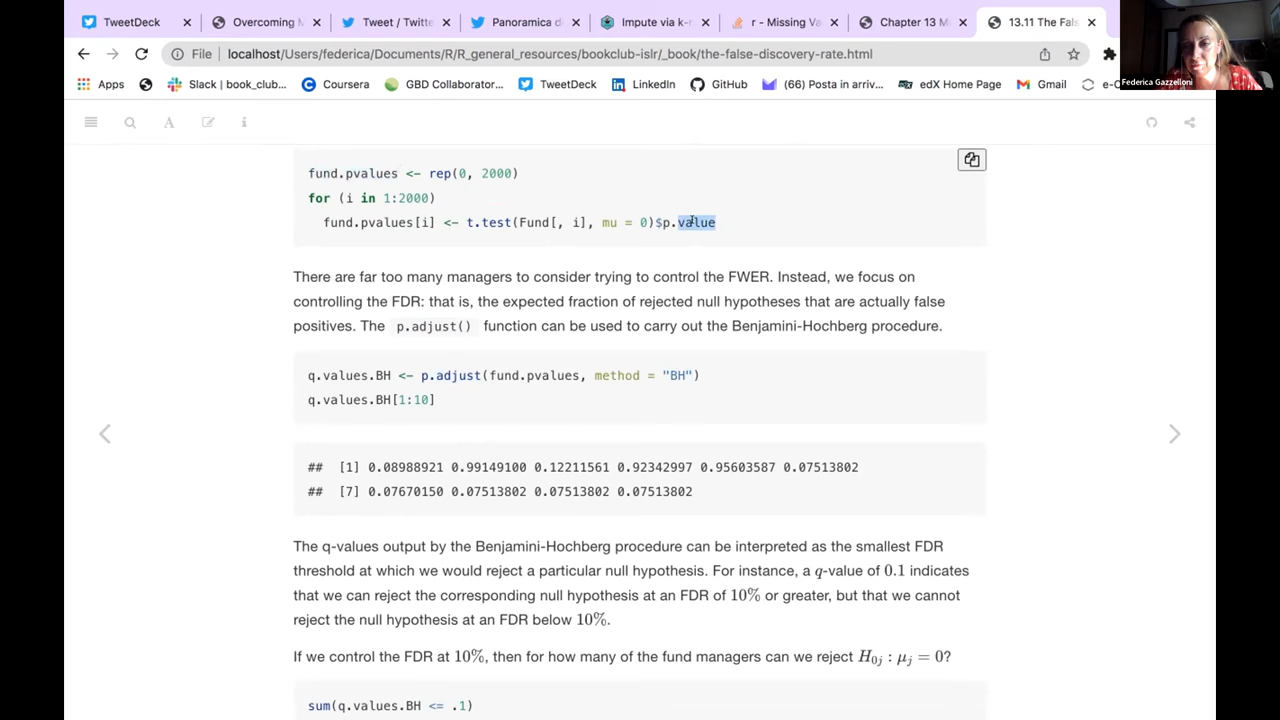 TweetDeck
Overcoming M
Tweet / Twitte
Panoramica d
Impute via k-n
r - Missing Va
Chapter 13 M
13.11 The Fals
File
localhost/Users/federica/Documents/R/R_general_resources/bookclub-islr/_book/the-false-discovery-rate.html
Apps
Slack | book_club...
Coursera
GBD Collaborator...
TweetDeck
LinkedIn
GitHub
(66) Posta in arriv...
edX Home Page
Gmail
e-C
Federica Gazzelloni
fund.pvalues <- rep(0, 2000)
for (i in 1:2000)
fund.pvalues[i] <- t.test(Fund[, i], mu = 0)$p.value
There are far too many managers to consider trying to control the FWER. Instead, we focus on
controlling the FDR: that is, the expected fraction of rejected null hypotheses that are actually false
positives. The p.adjust() function can be used to carry out the Benjamini-Hochberg procedure.
q.values.BH <- p.adjust(fund.pvalues, method = "BH")
q.values.BH[1:10]
## [1] 0.08988921 0.99149100 0.12211561 0.92342997 0.95603587 0.07513802
## [7] 0.07670150 0.07513802 0.07513802 0.07513802
The q-values output by the Benjamini-Hochberg procedure can be interpreted as the smallest FDR
threshold at which we would reject a particular null hypothesis. For instance, a q-value of 0.1 indicates
that we can reject the corresponding null hypothesis at an FDR of 10% or greater, but that we cannot
reject the null hypothesis at an FDR below 10%.
If we control the FDR at 10%, then for how many of the fund managers can we reject H0j : μj = 0?
sum(q.values.BH <= .1)